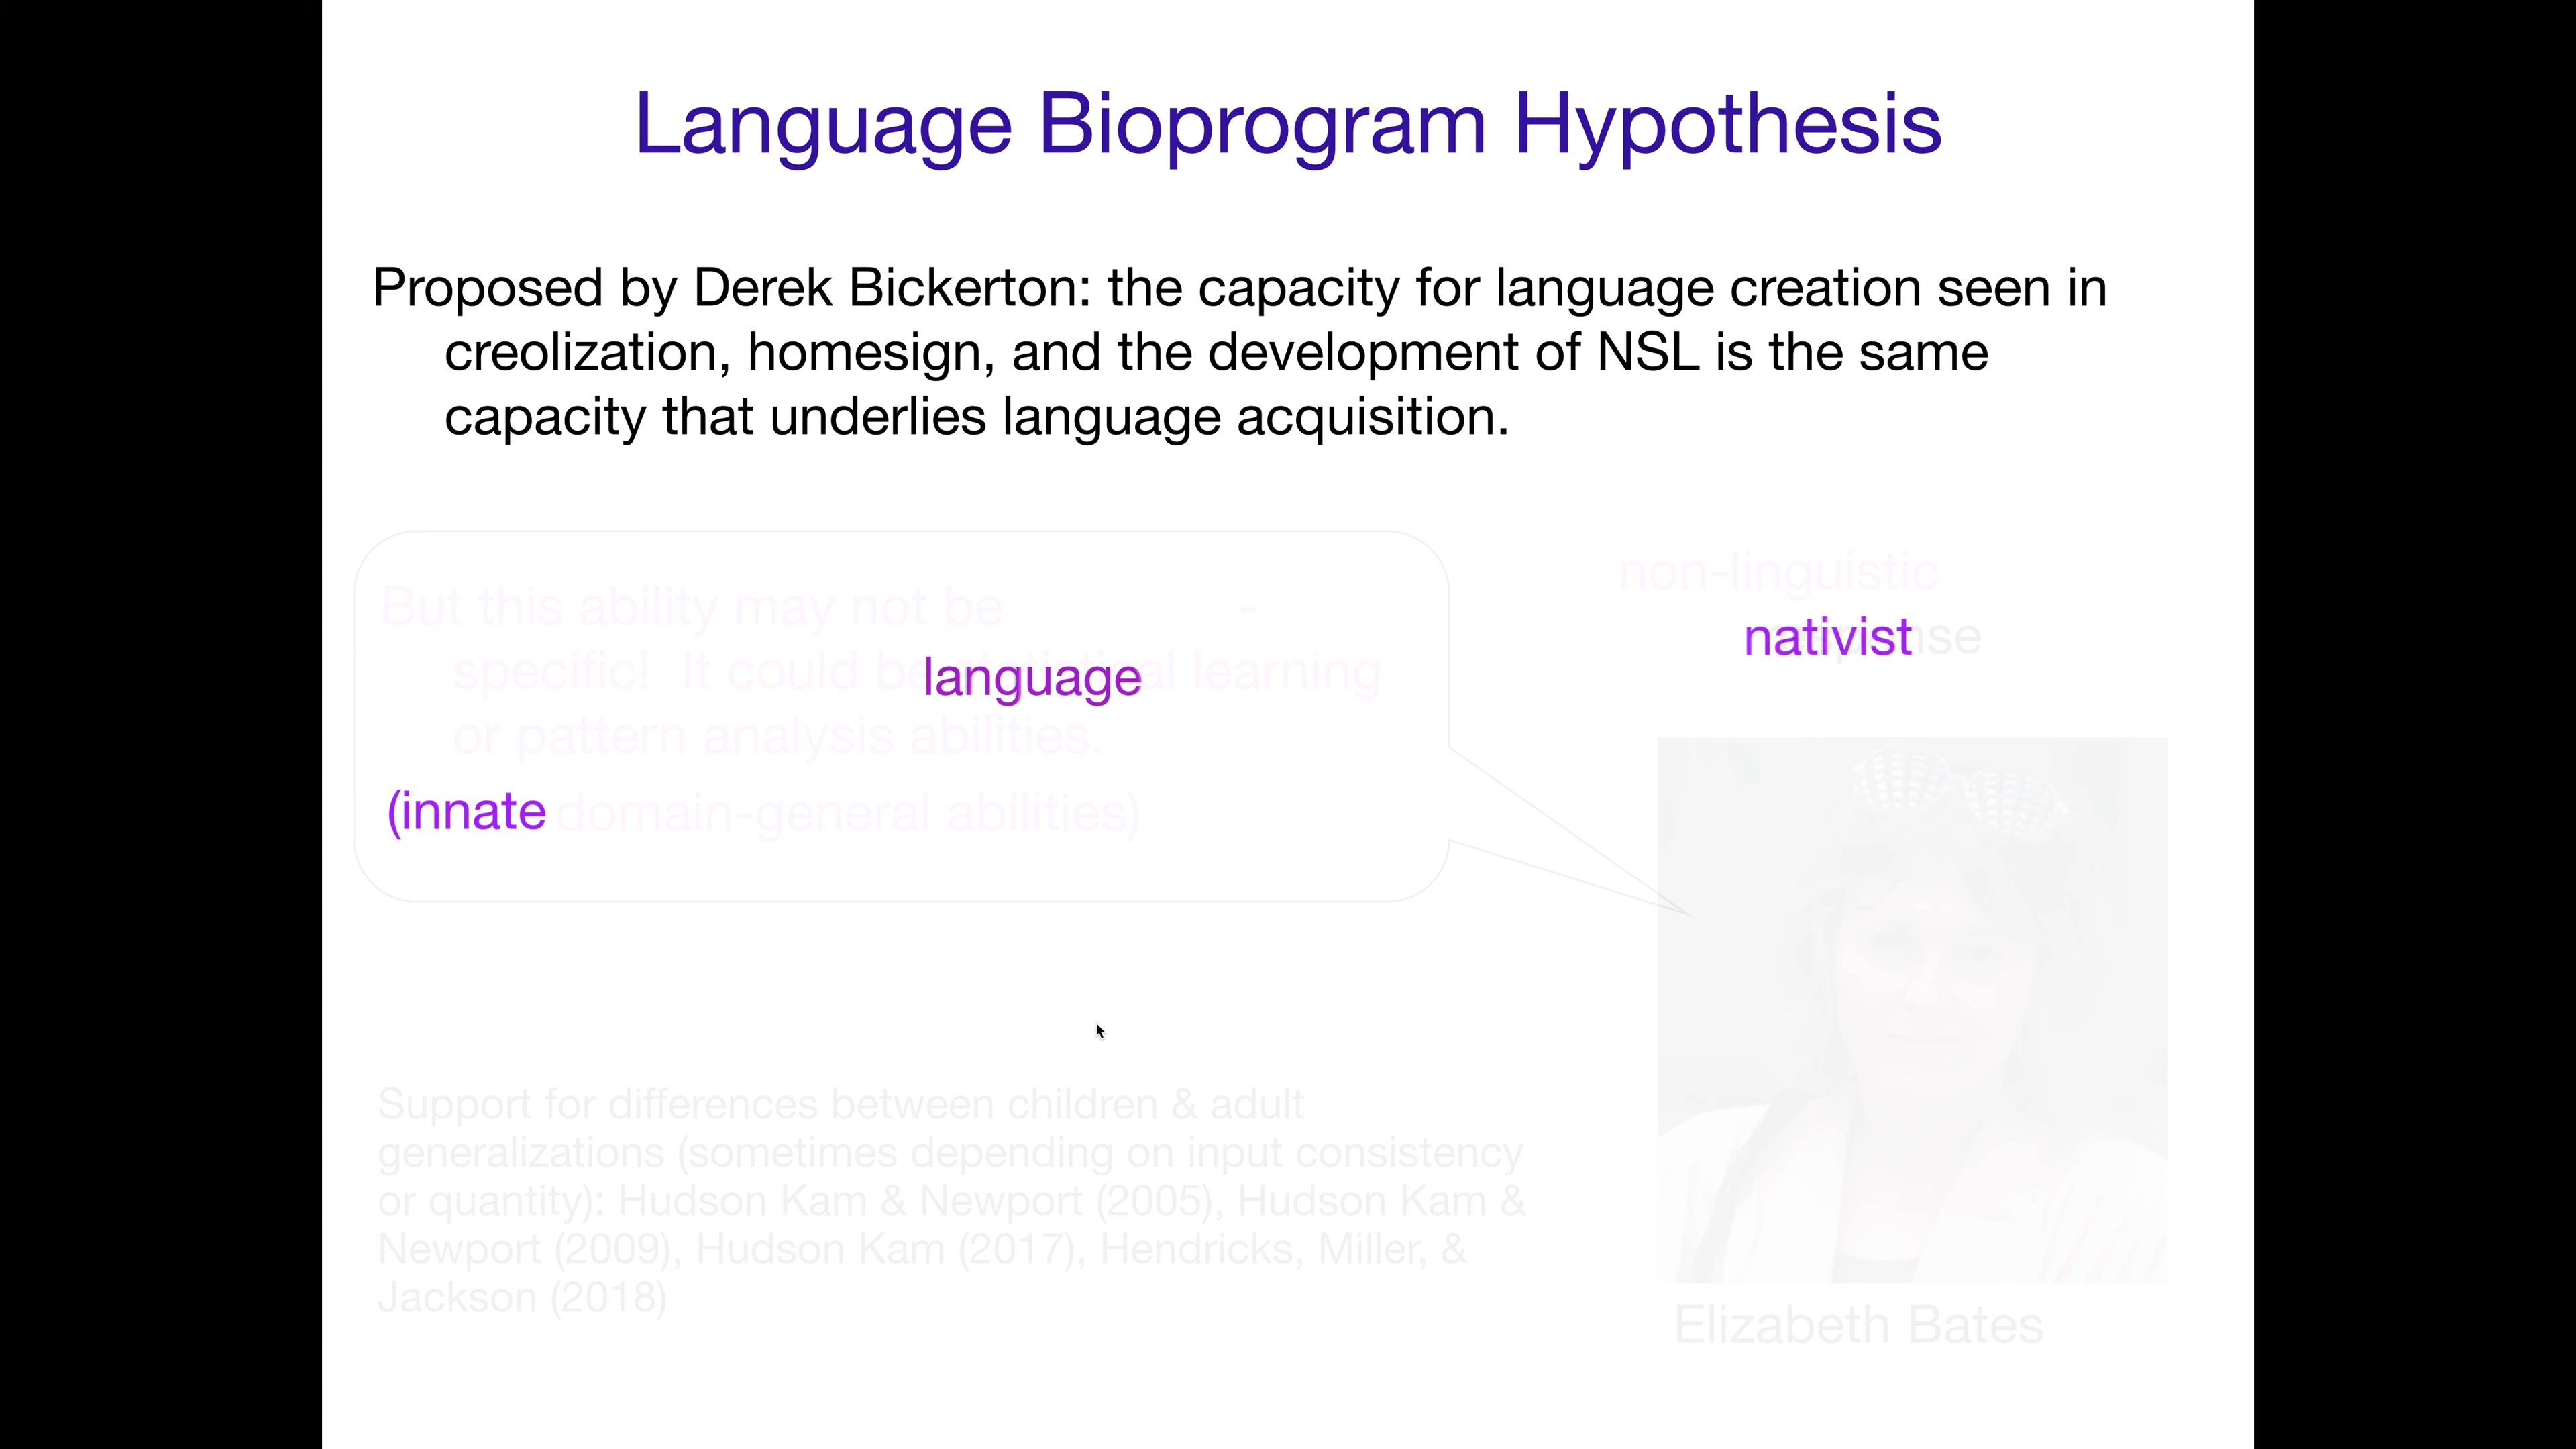 Language Bioprogram Hypothesis
Proposed by Derek Bickerton: the capacity for language creation seen in
creolization, homesign, and the development of NSL is the same
capacity that underlies language acquisition.
non-linguistic
nativist
But this ability may not be -
specific! It could be language learning
or pattern analysis abilities.
(innate domain-general abilities)
Support for differences between children & adult
generalizations (sometimes depending on input consistency
or quantity): Hudson Kam & Newport (2005), Hudson Kam &
Newport (2009), Hudson Kam (2017), Hendricks, Miller, &
Jackson (2018)
Elizabeth Bates